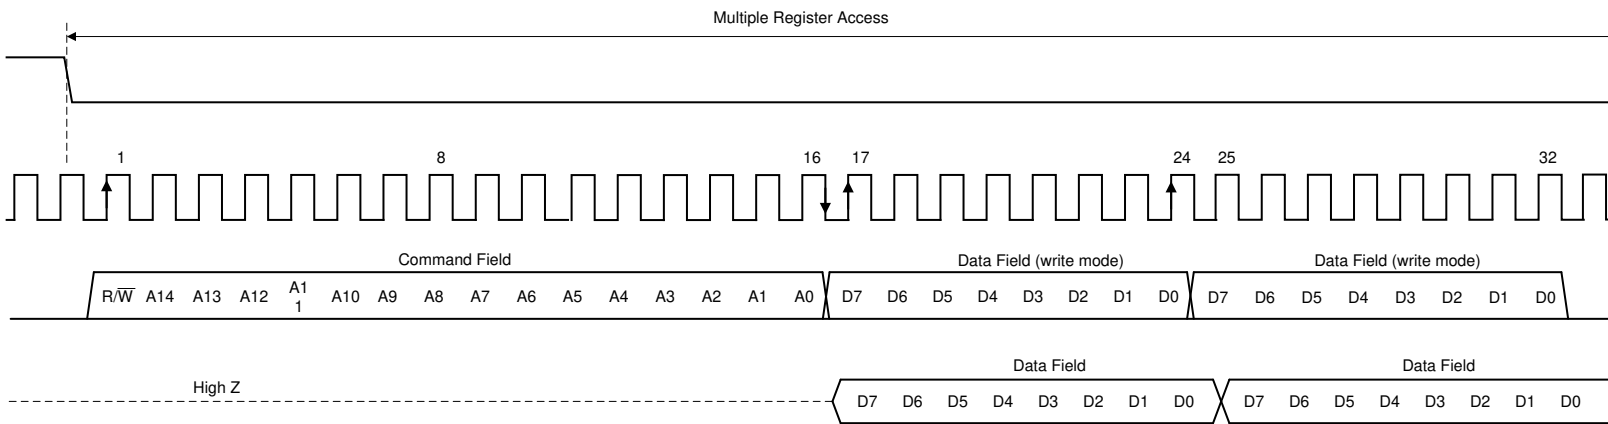 Multiple Register Access
1 8 16 17 24 25 32
Command Field Data Field (write mode) Data Field (write mode)
R/W̅ A14 A13 A12 A1 A10 A9 A8 A7 A6 A5 A4 A3 A2 A1 A0 D7 D6 D5 D4 D3 D2 D1 D0 D7 D6 D5 D4 D3 D2 D1 D0
1
Data Field Data Field
High Z
D7 D6 D5 D4 D3 D2 D1 D0 D7 D6 D5 D4 D3 D2 D1 D0